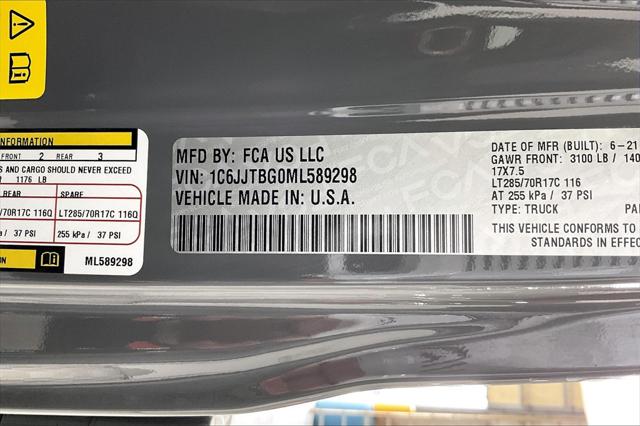 INFORMATION
FRONT 2 REAR 3
S AND CARGO SHOULD NEVER EXCEED
1176 LB
SPARE
/70R17C 116Q LT285/70R17C 116Q
/ 37 PSI 255 kPa / 37 PSI
ML589298
MFD BY: FCA US LLC
VIN: 1C6JJTBG0ML589298
VEHICLE MADE IN: U.S.A.
DATE OF MFR (BUILT): 6-21
GAWR FRONT: 3100 LB / 140
17X7.5
LT285/70R17C 116
AT 255 kPa / 37 PSI
TYPE: TRUCK PA
THIS VEHICLE CONFORM
STANDARDS IN EFFEC